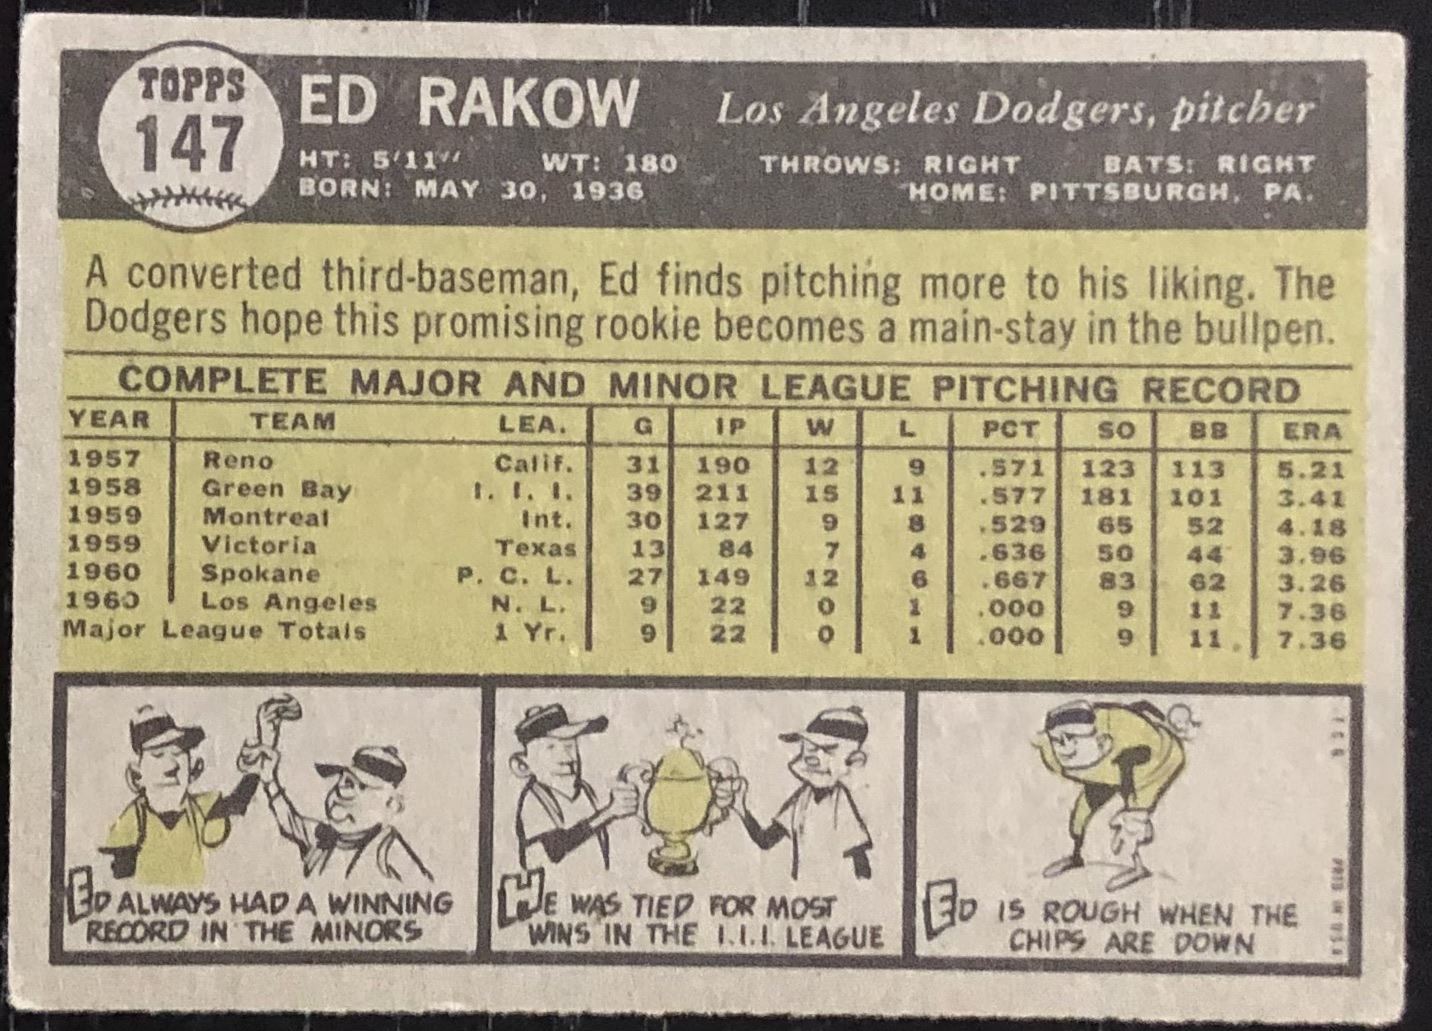 TOPPS
147
ED RAKOW
Los Angeles Dodgers, pitcher
HT: 5'11" WT: 180 THROWS: RIGHT BATS: RIGHT
BORN: MAY 30, 1936 HOME: PITTSBURGH, PA.
A converted third-baseman, Ed finds pitching more to his liking. The
Dodgers hope this promising rookie becomes a main-stay in the bullpen.
COMPLETE MAJOR AND MINOR LEAGUE PITCHING RECORD
YEAR TEAM LEA. G IP W L PCT SO BB ERA
1957 Reno Calif. 31 190 12 9 .571 123 113 5.21
1958 Green Bay I. I. I. 39 211 15 11 .577 181 101 3.41
1959 Montreal Int. 30 127 9 8 .529 65 52 4.18
1959 Victoria Texas 13 84 7 4 .636 50 44 3.96
1960 Spokane P. C. L. 27 149 12 6 .667 83 62 3.26
1960 Los Angeles N. L. 9 22 0 1 .000 9 11 7.36
Major League Totals 1 Yr. 9 22 0 1 .000 9 11 7.36
ED ALWAYS HAD A WINNING
RECORD IN THE MINORS
HE WAS TIED FOR MOST
WINS IN THE I.I.I. LEAGUE
ED IS ROUGH WHEN THE
CHIPS ARE DOWN